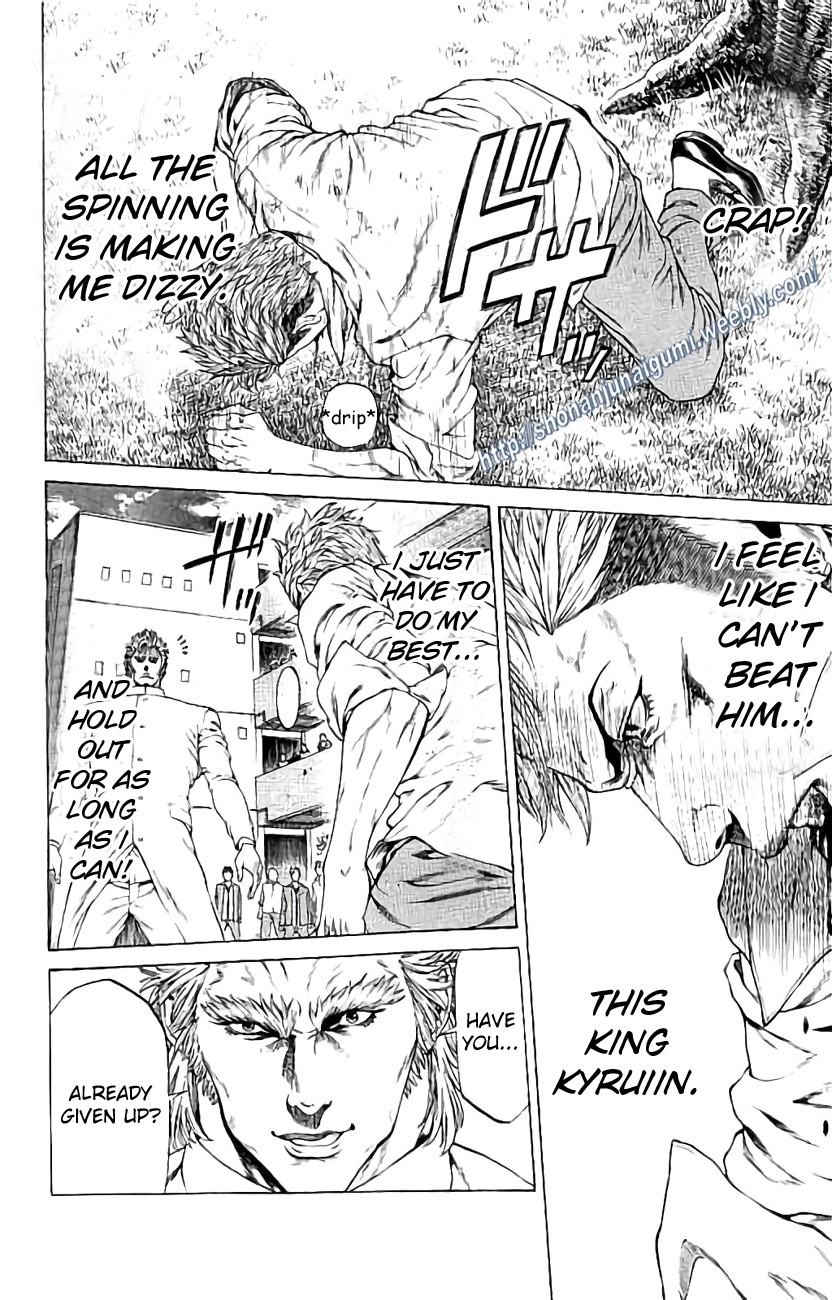 CRAP!
ALL THE
SPINNING
IS MAKING
ME DIZZY.
ドサッ
*drip*
http://shonanjunaigumi.weebly.com/
I FEEL
LIKE I
CAN'T
BEAT
HIM...
THIS
KING
KYRUIIN.
I JUST
HAVE TO
DO MY
BEST...
AND
HOLD
OUT
FOR AS
LONG
AS I
CAN!
HAVE
YOU...
ALREADY
GIVEN UP?